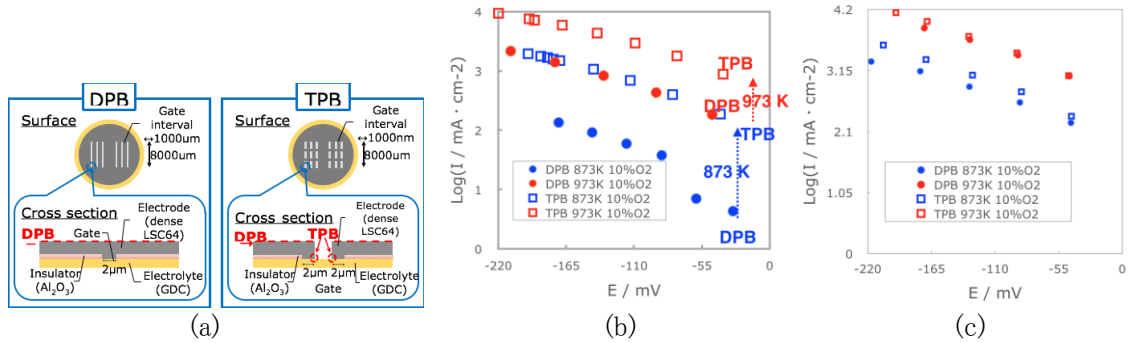 (b)
(c)
DPB
TPB
Surface
Gate
interval
1000um
8000um
Surface
Gate
interval
1000nm
8000um
Cross section
Electrode
(dense
LSC64)
DPB
Gate
2μm
Insulator
(Al2O3)
Electrolyte
(GDC)
Cross section
Electrode
(dense
LSC64)
DPB
TPB
Insulator
(Al2O3)
2μm
2μm
Gate
Electrolyte
(GDC)
(a)
Log(I / mA · cm-2)
4
3
2
1
0
TPB
DPB
973 K
TPB
873 K
DPB
DPB 873K 10%O2
DPB 973K 10%O2
TPB 873K 10%O2
TPB 973K 10%O2
-220
-165
-110
-55
0
E / mV
(b)
Log(I / mA·cm-2)
4.2
3.15
2.1
1.05
0
DPB 873K 10%O2
DPB 973K 10%O2
TPB 873K 10%O2
TPB 973K 10%O2
-220
-165
-110
-55
0
E / mV
(c)